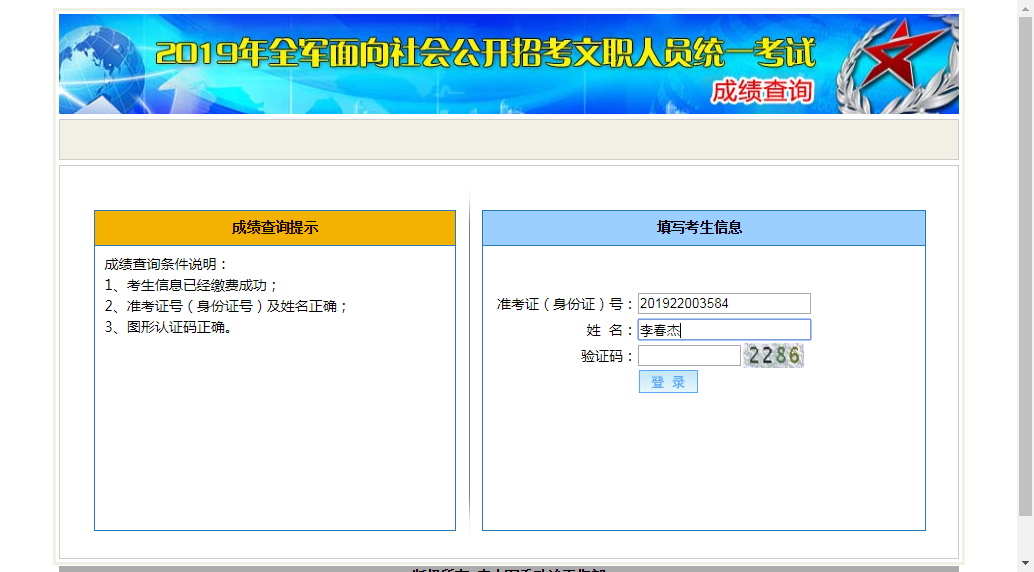 2019年全军面向社会公开招考文职人员统一考试
成绩查询
成绩查询提示
成绩查询条件说明：
1、考生信息已经缴费成功；
2、准考证号（身份证号）及姓名正确；
3、图形认证码正确。
填写考生信息
准考证（身份证）号：201922003584
姓 名：李春杰
验证码：2286
登 录